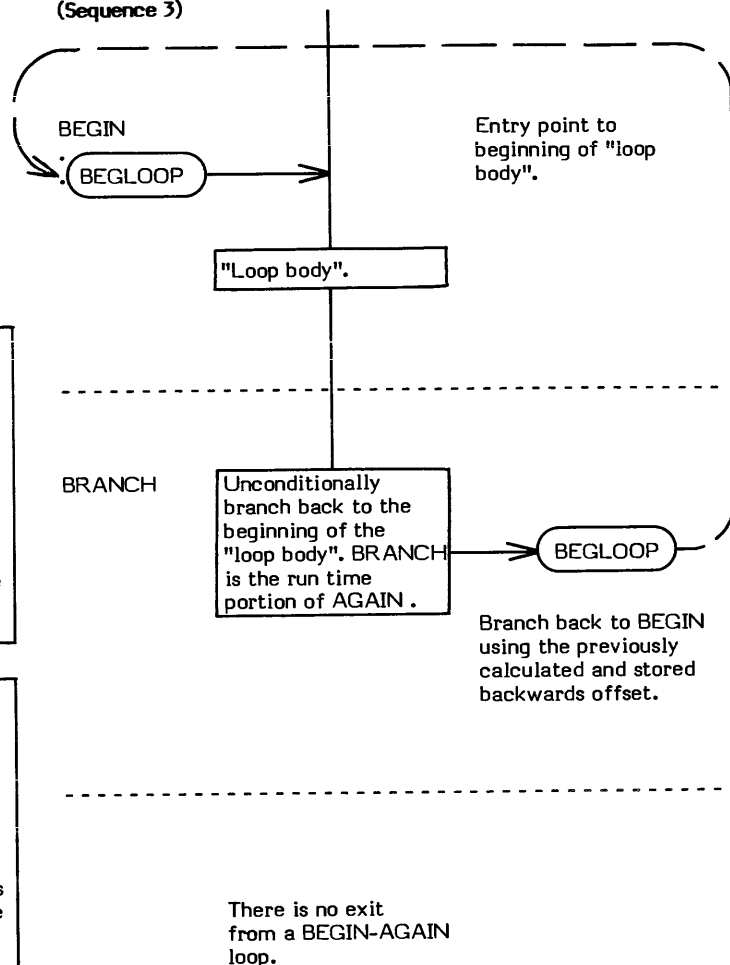 (Sequence 3)
BEGIN
BEGLOOP
Entry point to
beginning of "loop
body".
"Loop body".
BRANCH
Unconditionally
branch back to the
beginning of the
"loop body". BRANCH
is the run time
portion of AGAIN .
BEGLOOP
Branch back to BEGIN
using the previously
calculated and stored
backwards offset.
There is no exit
from a BEGIN-AGAIN
loop.